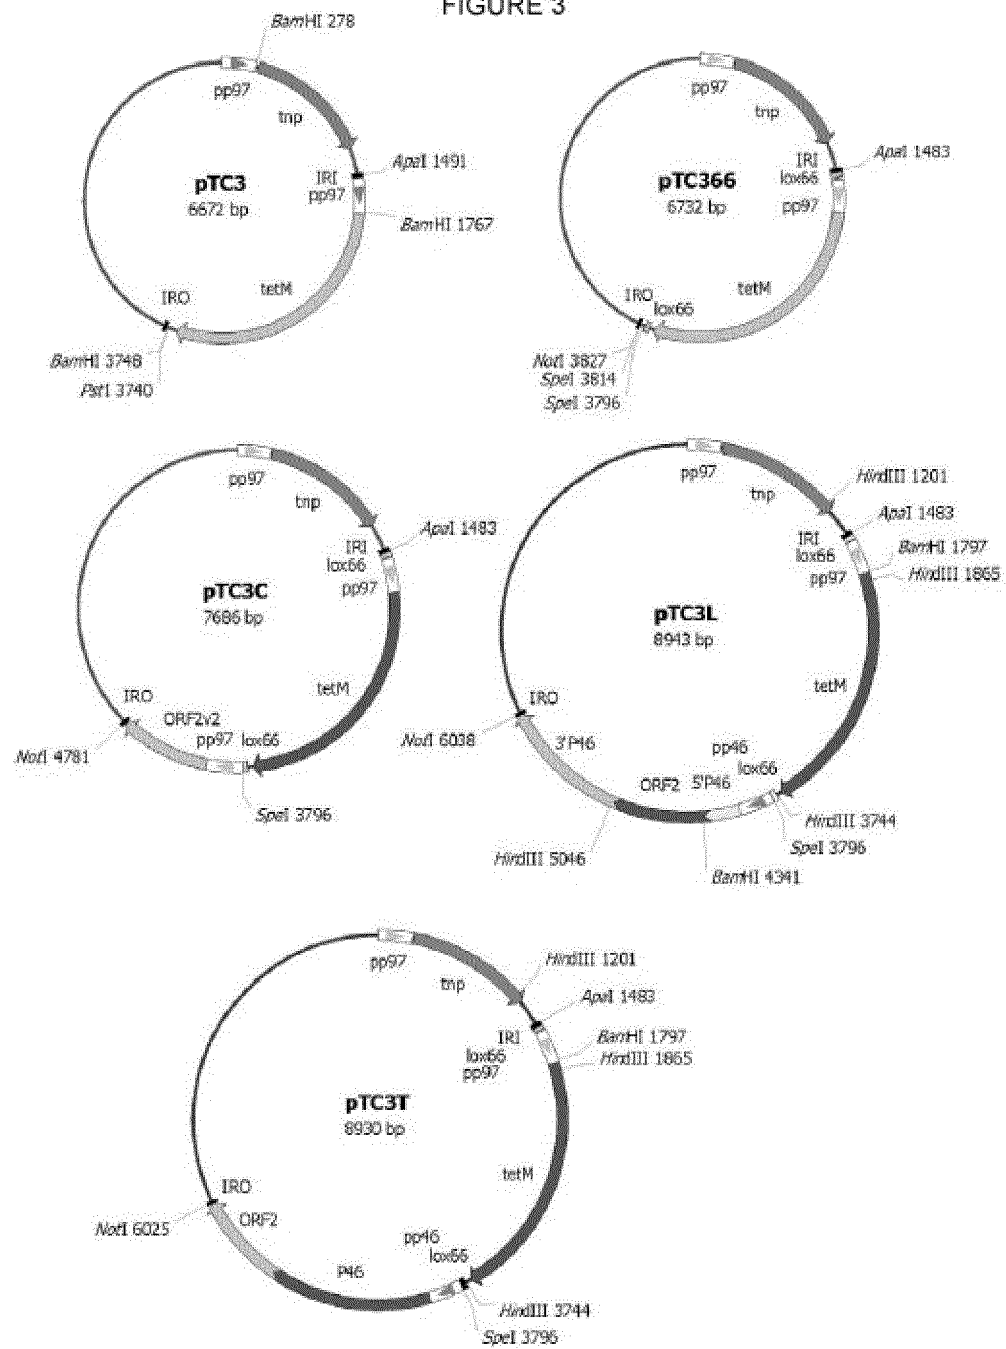 FIGURE 3
BamHI 278
pp97
tnp
ApaI 1491
IRI
pp97
pTC3
6672 bp
BamHI 1767
tetM
IRO
BamHI 3748
PstI 3740
pp97
tnp
ApaI 1483
IRI
lox66
pp97
pTC366
6732 bp
tetM
IRO
lox66
NotI 3827
SpeI 3814
SpeI 3796
pp97
tnp
ApaI 1483
IRI
lox66
pp97
pTC3C
7686 bp
tetM
IRO
ORF2v2
pp97 lox66
NotI 4781
SpeI 3796
pp97
tnp
HindIII 1201
ApaI 1483
IRI
lox66
BamHI 1797
pp97
HindIII 1865
pTC3L
8943 bp
tetM
IRO
NotI 6038
3'P46
pp46
lox66
ORF2 5'P46
HindIII 3744
SpeI 3796
HindIII 5046
BamHI 4341
pp97
tnp
HindIII 1201
ApaI 1483
IRI
BamHI 1797
lox66
HindIII 1865
pp97
pTC3T
8930 bp
tetM
IRO
ORF2
NotI 6025
pp46
lox66
P46
HindIII 3744
SpeI 3796